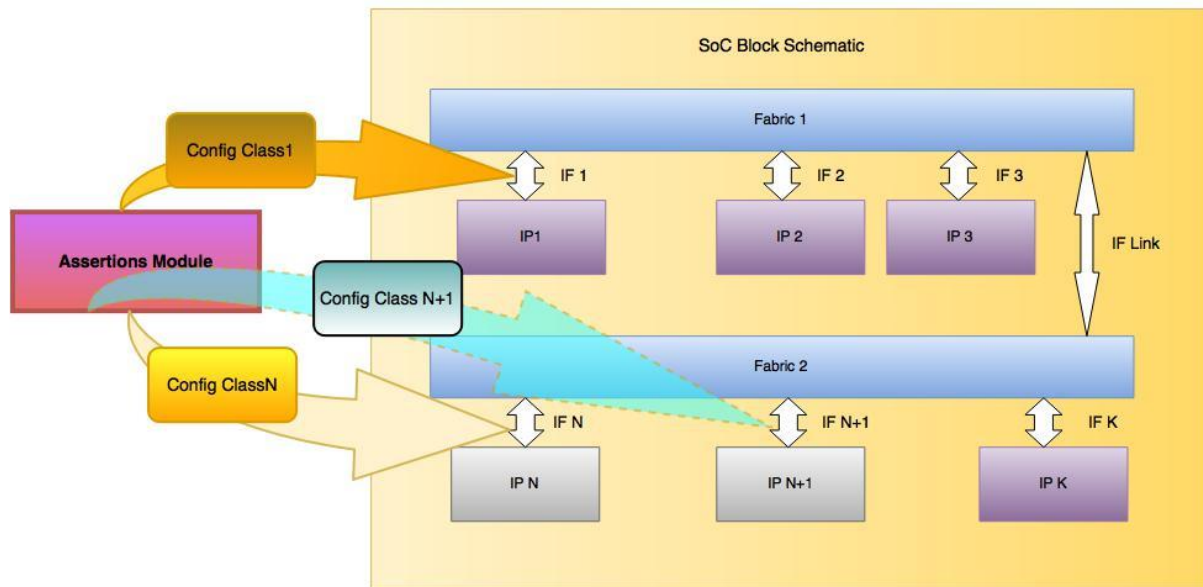 SoC Block Schematic
Fabric 1
Config Class1
IF 1
IF 2
IF 3
IP1
IP 2
IP 3
IF Link
Assertions Module
Config Class N+1
Fabric 2
Config ClassN
IF N
IF N+1
IF K
IP N
IP N+1
IP K